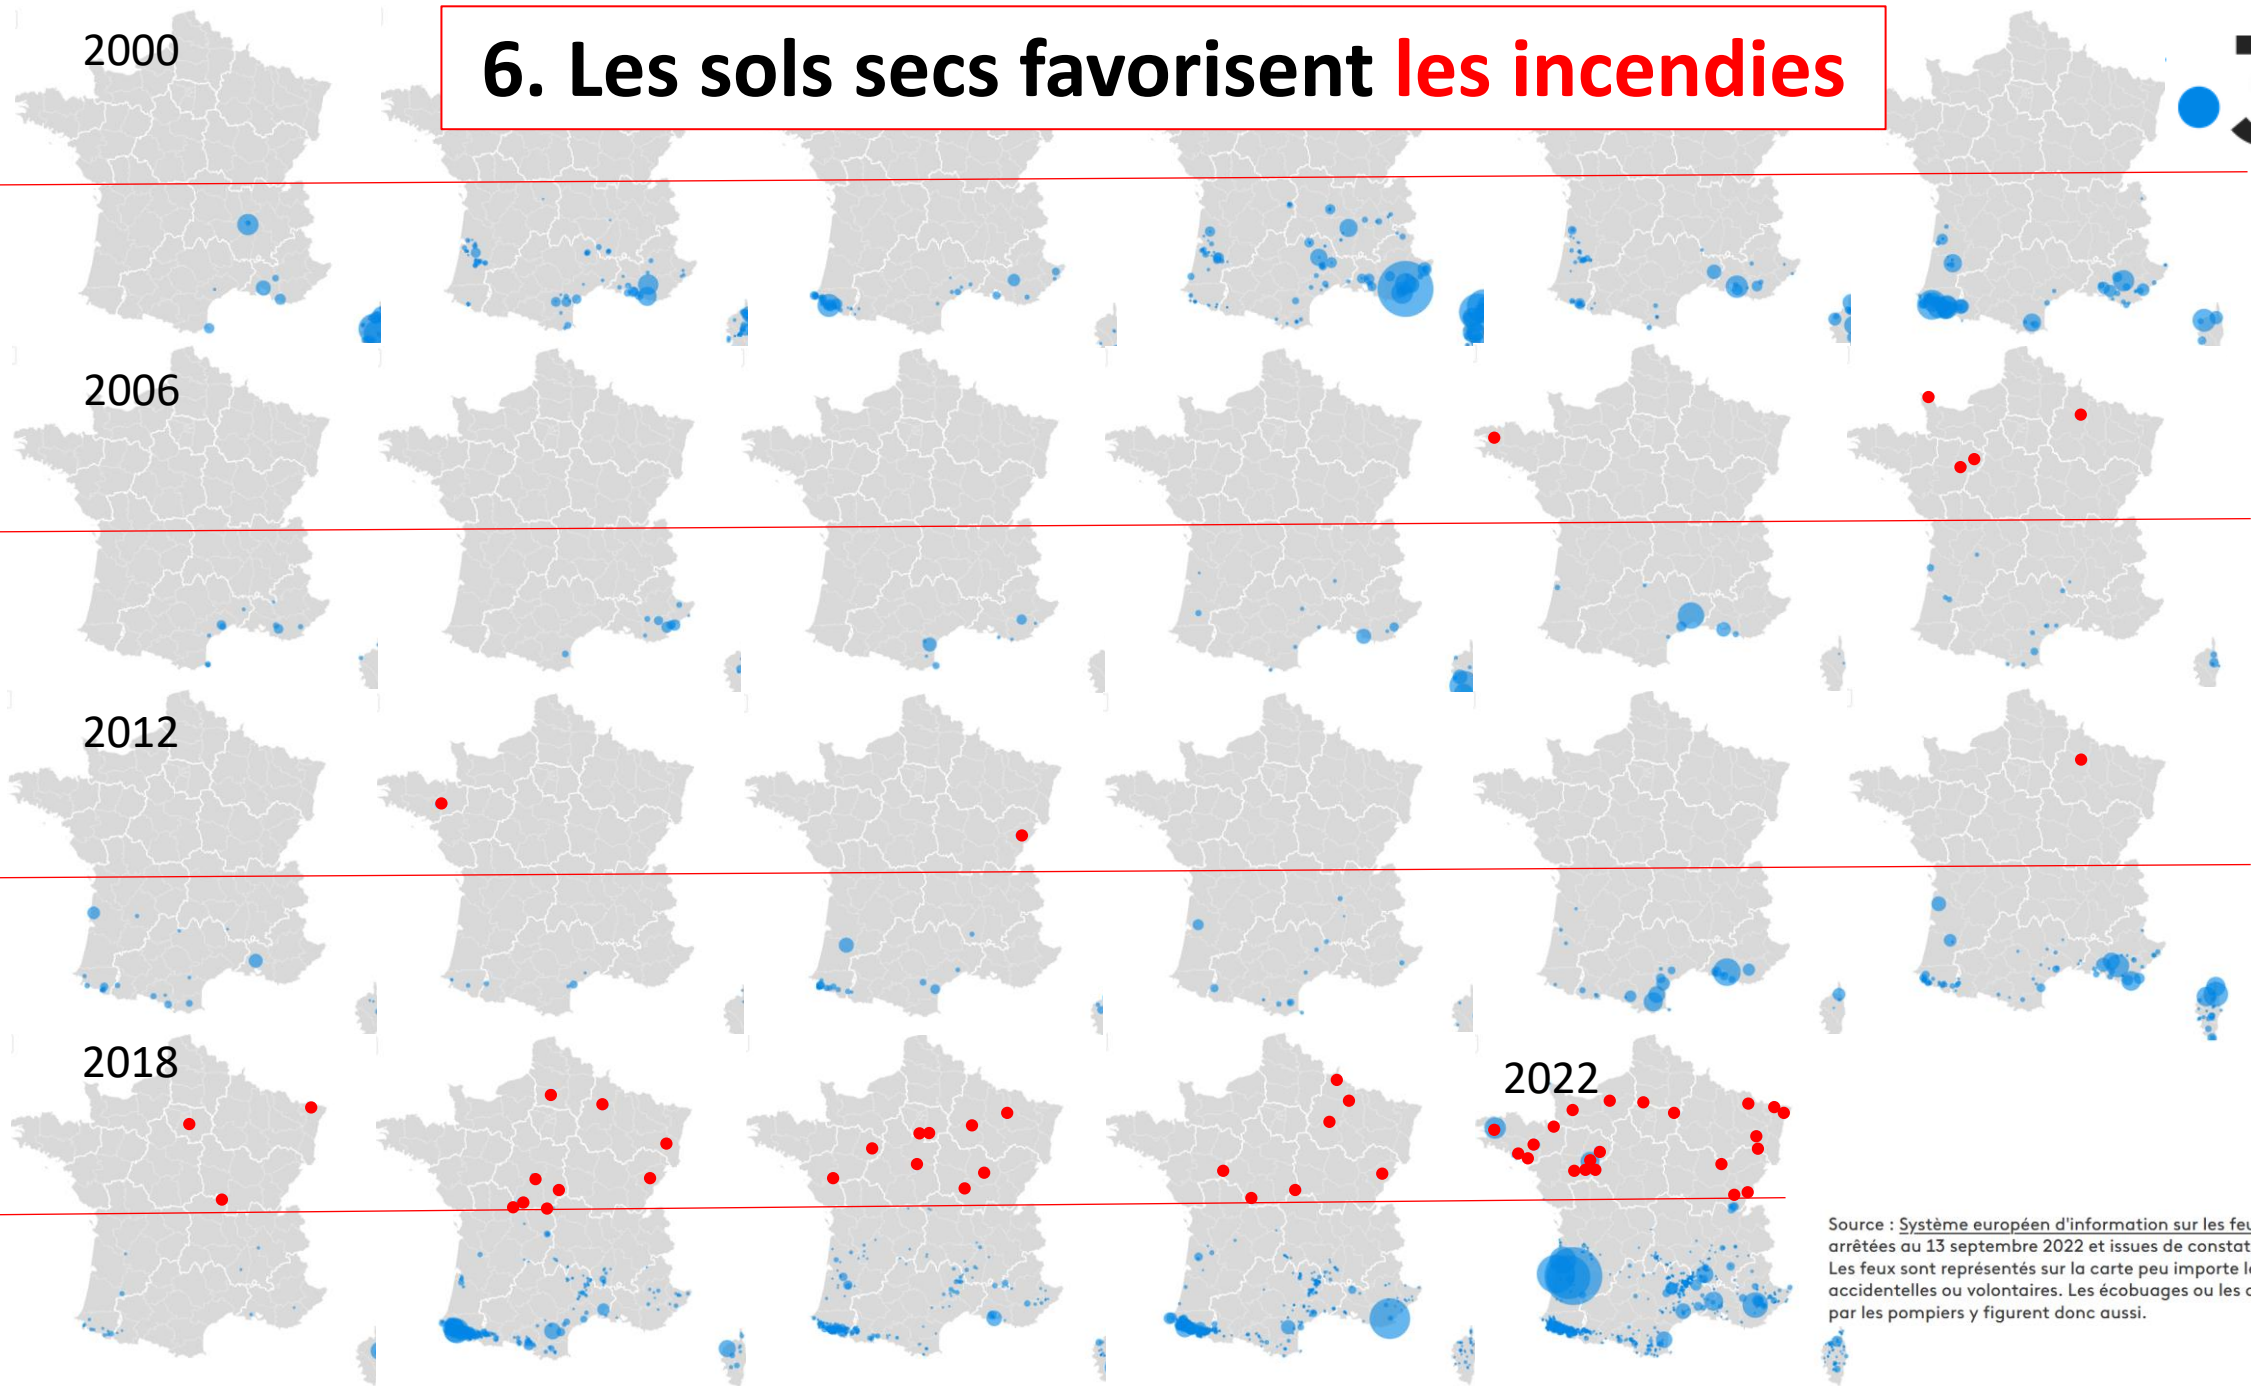 6. Les sols secs favorisent les incendies
2000
2006
2012
2018
2022
Source : Système européen d'information sur les
arrêtées au 13 septembre 2022 et issues de
Les feux sont représentés sur la carte peu importe
accidentelles ou volontaires. Les écobuages ou les
par les pompiers y figurent donc aussi.